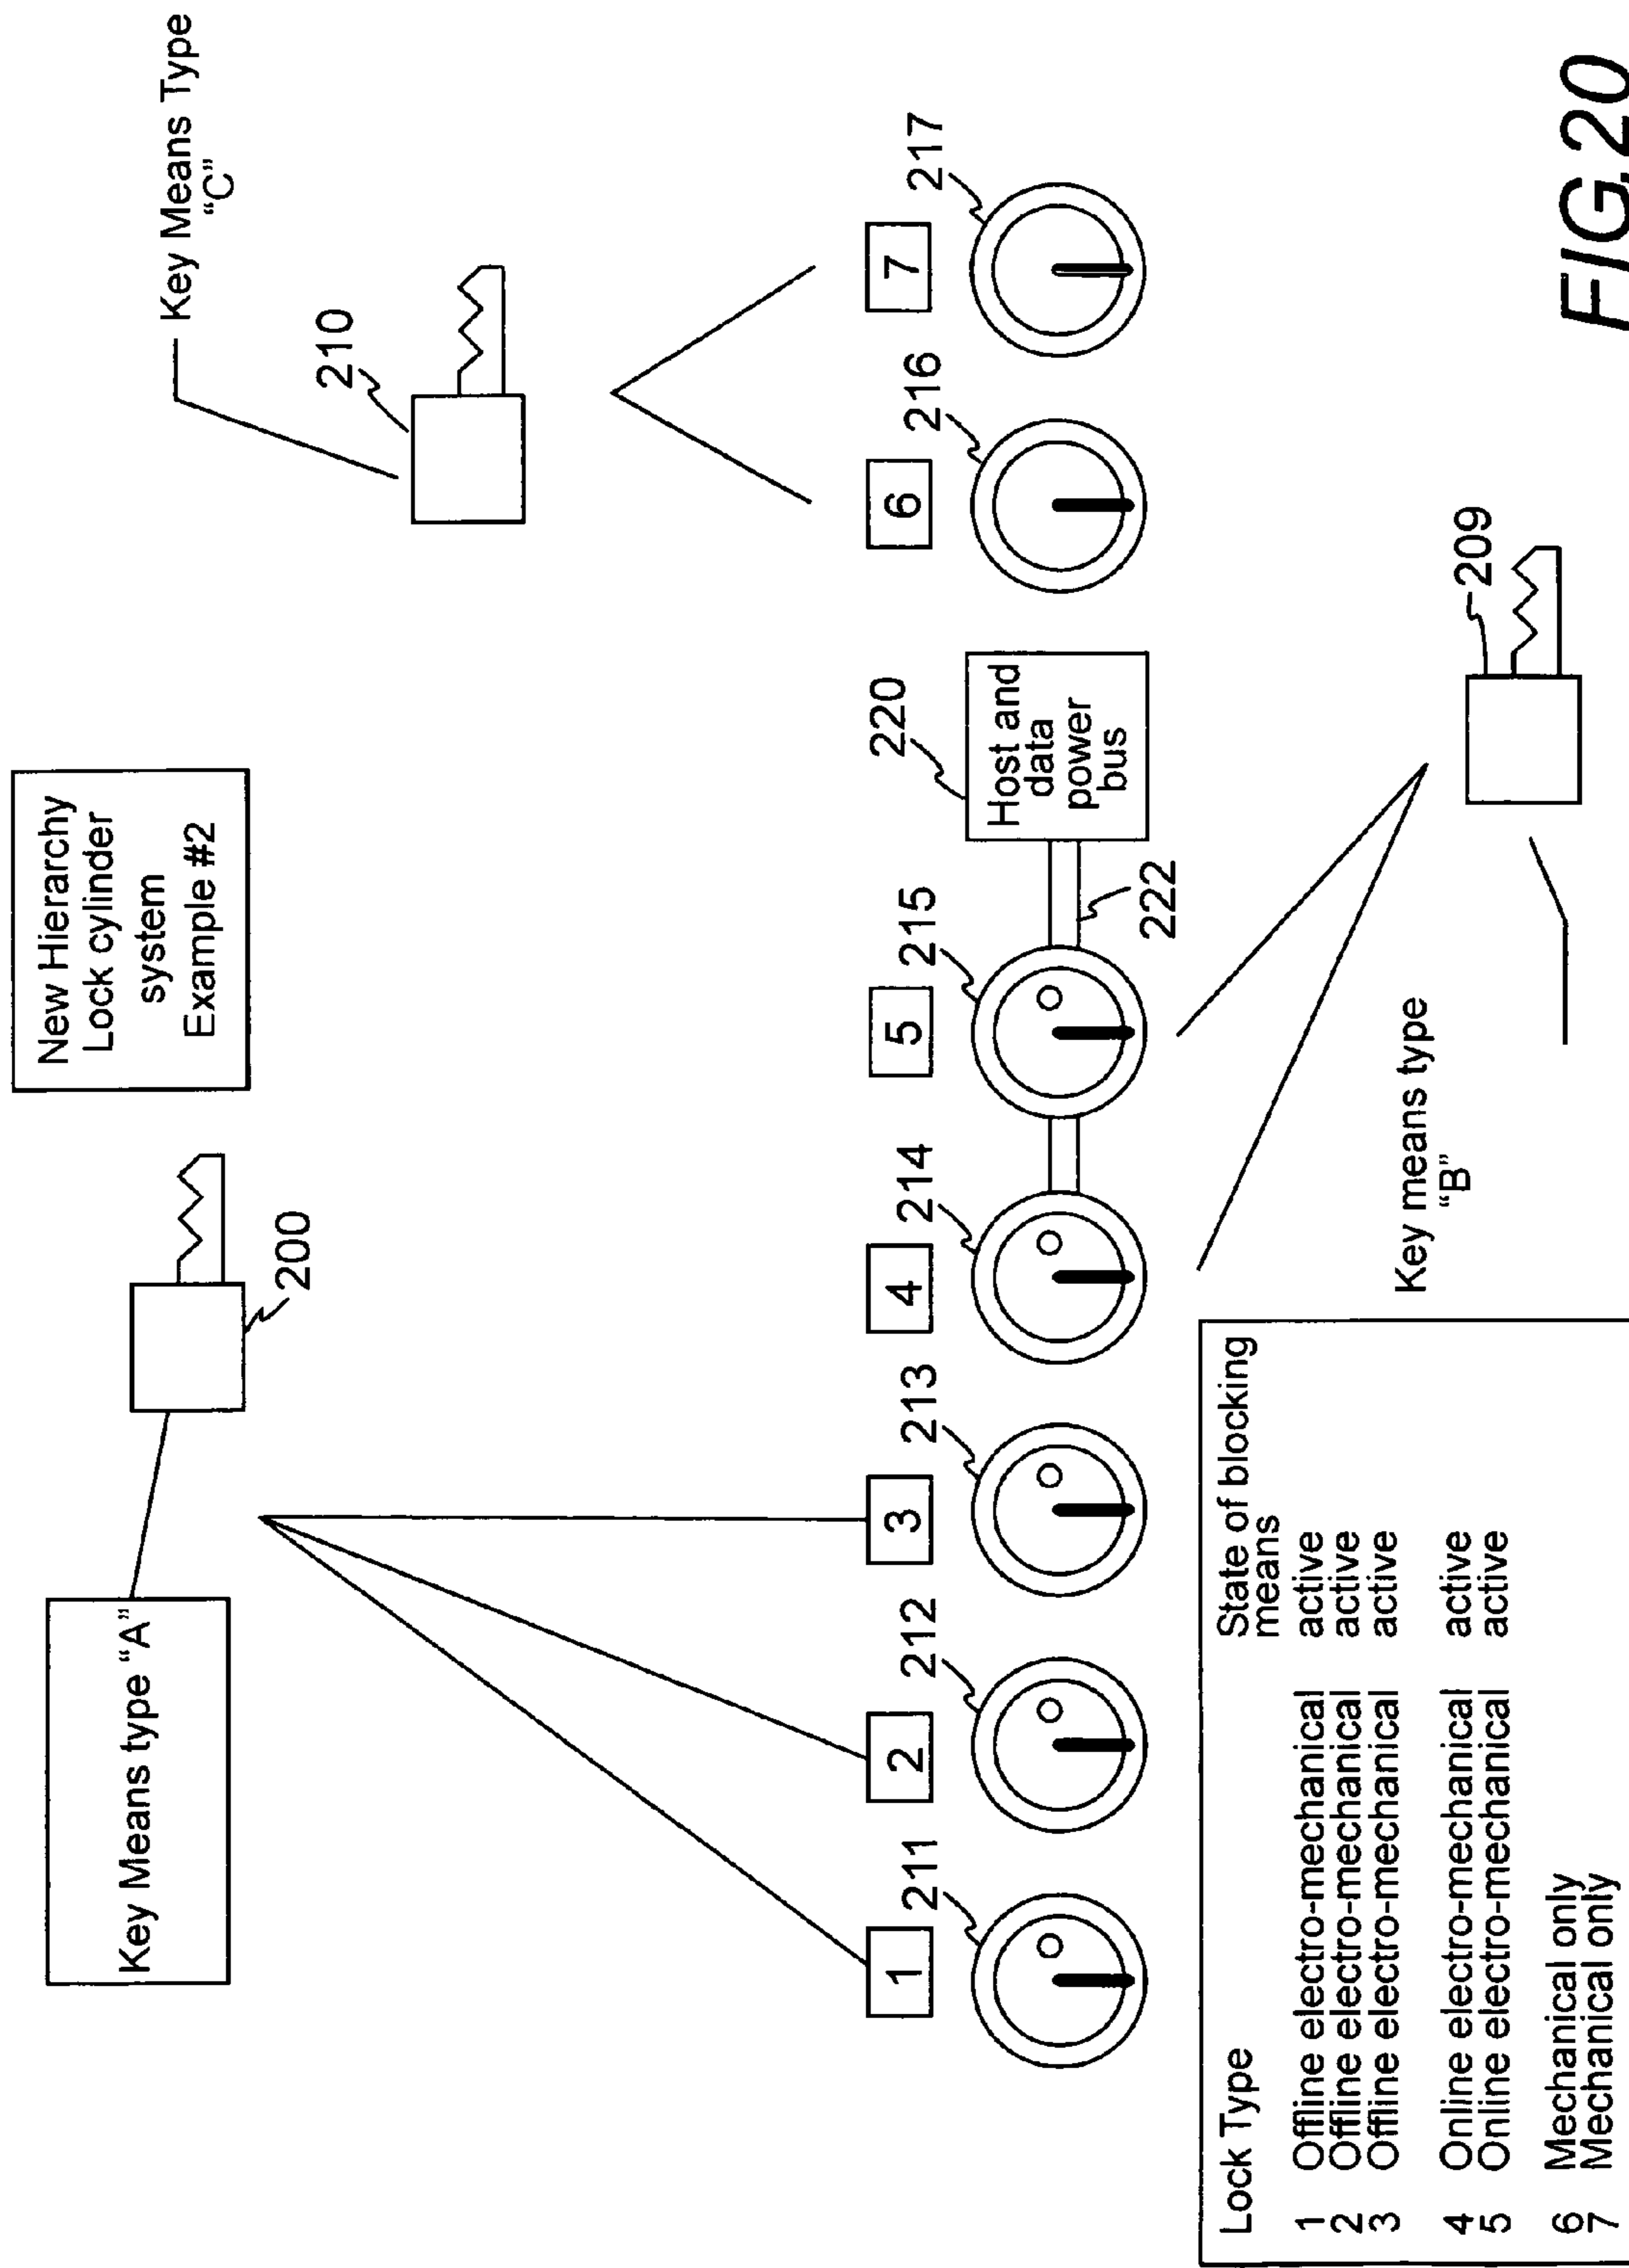 New Hierarchy
Lock cylinder
system
Example #2
Key Means type "A"
200
Key Means Type
"C"
210
1
2
3
4
5
6
7
211
212
213
214
215
220
216
217
Host and
data
power
bus
222
Key means type
"B"
209
Lock Type State of blocking
means
1 Offline electro-mechanical active
2 Offline electro-mechanical active
3 Offline electro-mechanical active
4 Online electro-mechanical active
5 Online electro-mechanical active
6 Mechanical only
7 Mechanical only
FIG.20